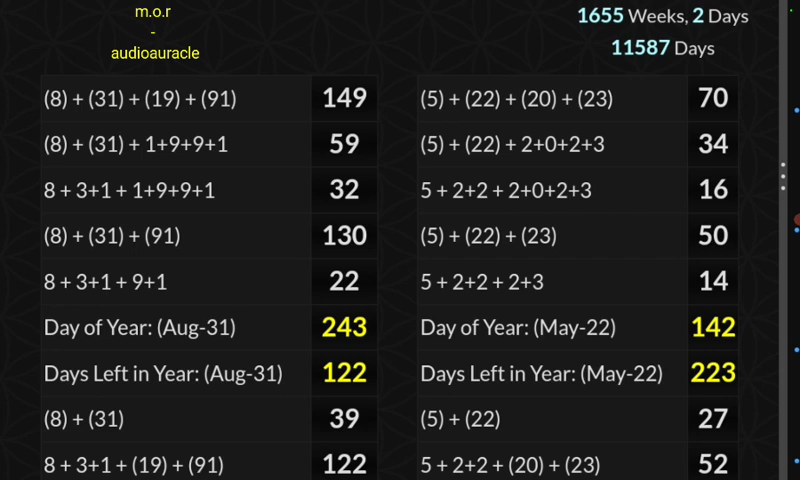 m.o.r
-
audioauracle
1655 Weeks, 2 Days
11587 Days
(8) + (31) + (19) + (91) 149
(5) + (22) + (20) + (23) 70
(8) + (31) + 1+9+9+1 59
(5) + (22) + 2+0+2+3 34
8 + 3+1 + 1+9+9+1 32
5 + 2+2 + 2+0+2+3 16
(8) + (31) + (91) 130
(5) + (22) + (23) 50
8 + 3+1 + 9+1 22
5 + 2+2 + 2+3 14
Day of Year: (Aug-31) 243
Day of Year: (May-22) 142
Days Left in Year: (Aug-31) 122
Days Left in Year: (May-22) 223
(8) + (31) 39
(5) + (22) 27
8 + 3+1 + (19) + (91) 122
5 + 2+2 + (20) + (23) 52